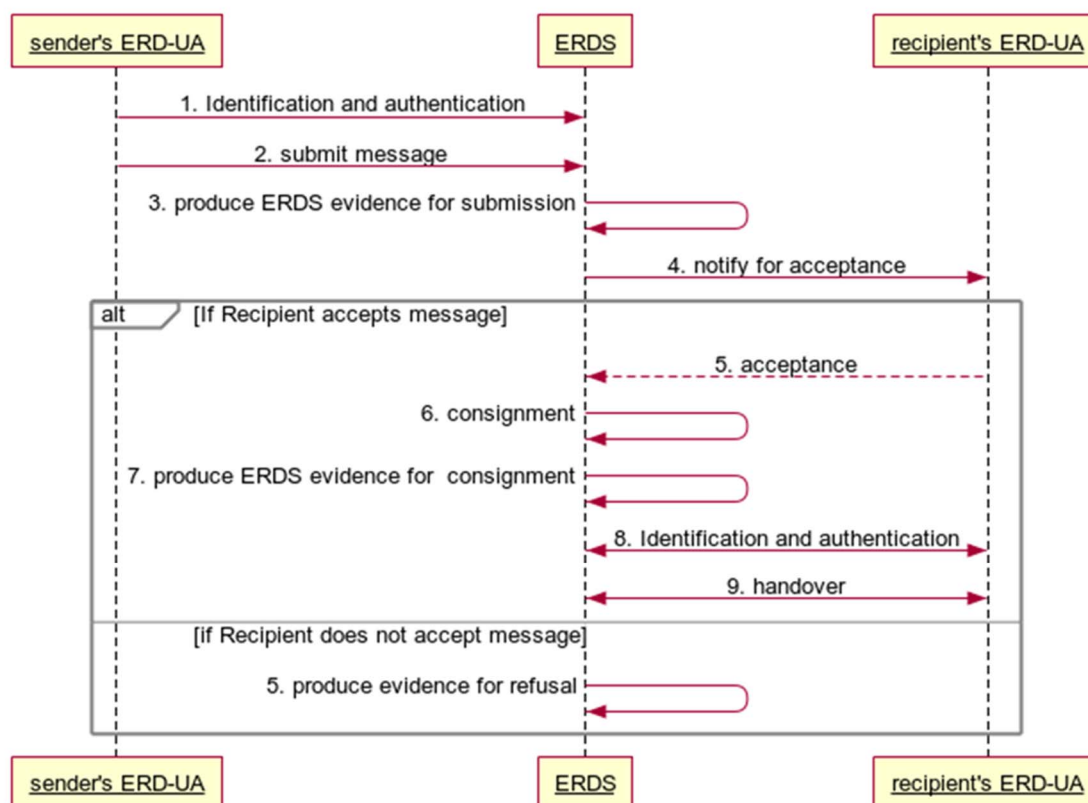 sender's ERD-UA
ERDS
recipient's ERD-UA
1. Identification and authentication
2. submit message
3. produce ERDS evidence for submission
4. notify for acceptance
alt
[If Recipient accepts message]
5. acceptance
6. consignment
7. produce ERDS evidence for  consignment
8. Identification and authentication
9. handover
[if Recipient does not accept message]
5. produce evidence for refusal
sender's ERD-UA
ERDS
recipient's ERD-UA